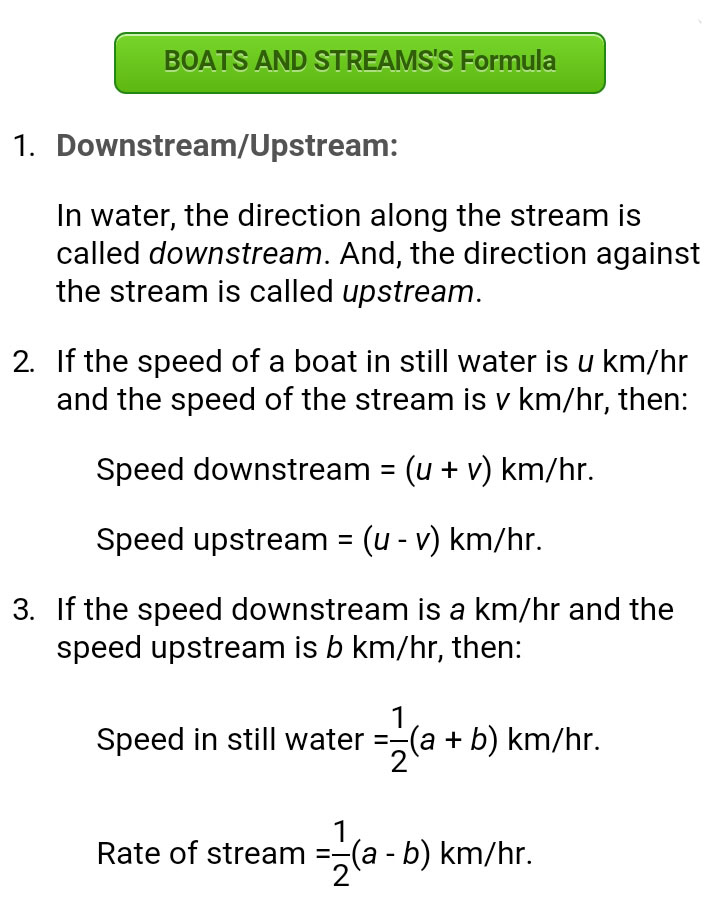 BOATS AND STREAMS'S Formula
1. Downstream/Upstream:
In water, the direction along the stream is
called downstream. And, the direction against
the stream is called upstream.
2. If the speed of a boat in still water is u km/hr
and the speed of the stream is v km/hr, then:
Speed downstream = (u + v) km/hr.
Speed upstream = (u - v) km/hr.
3. If the speed downstream is a km/hr and the
speed upstream is b km/hr, then:
Speed in still water =1/2(a + b) km/hr.
Rate of stream =1/2(a - b) km/hr.